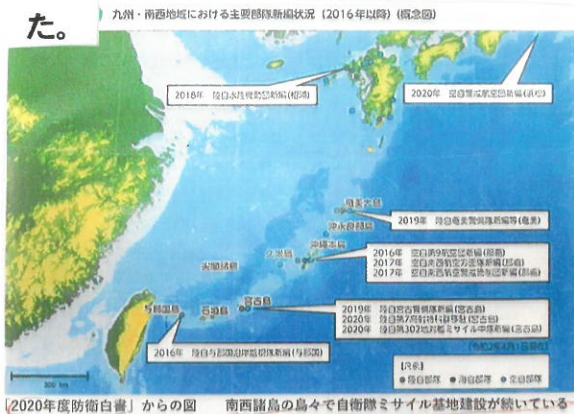 た。
九州・南西地域における主要部隊新編状況（2016年以降）（概念図）
2018年　陸自水陸機動団新編（相浦）
2020年　空自警戒航空団新編（浜松）
奄美大島
2019年　陸自奄美警備隊新編等（奄美）
沖永良部島
沖縄本島
久米島
2016年　空自第9航空団新編（那覇）
2017年　空自南西航空方面隊新編（那覇）
2017年　空自南西航空警戒管制団新編（那覇）
尖閣諸島
与那国島
石垣島
宮古島
2019年　陸自宮古警備隊新編（宮古島）
2020年　陸自第7高射特科群移駐（宮古島）
2020年　陸自第302地対艦ミサイル中隊新編（宮古島）
2016年　陸自与那国沿岸監視隊新編（与那国）
【凡例】
陸自部隊　海自部隊　空自部隊
300 km
「2020年度防衛白書」からの図　南西諸島の島々で自衛隊ミサイル基地建設が続いている